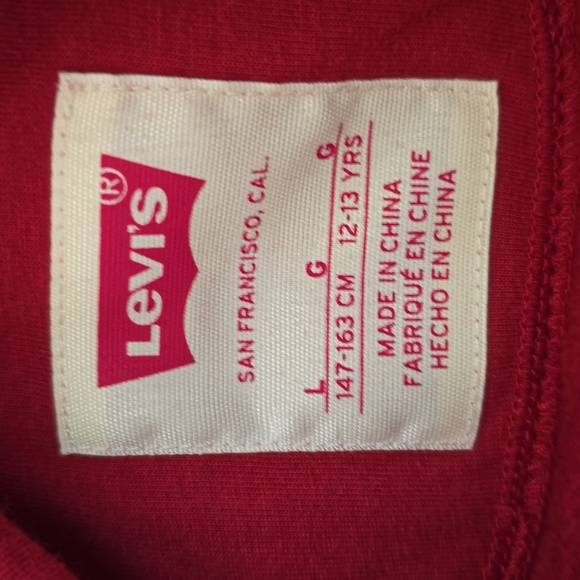 Levi's®
SAN FRANCISCO, CAL.
L G G
147-163 CM 12-13 YRS
MADE IN CHINA
FABRIQUÉ EN CHINE
HECHO EN CHINA